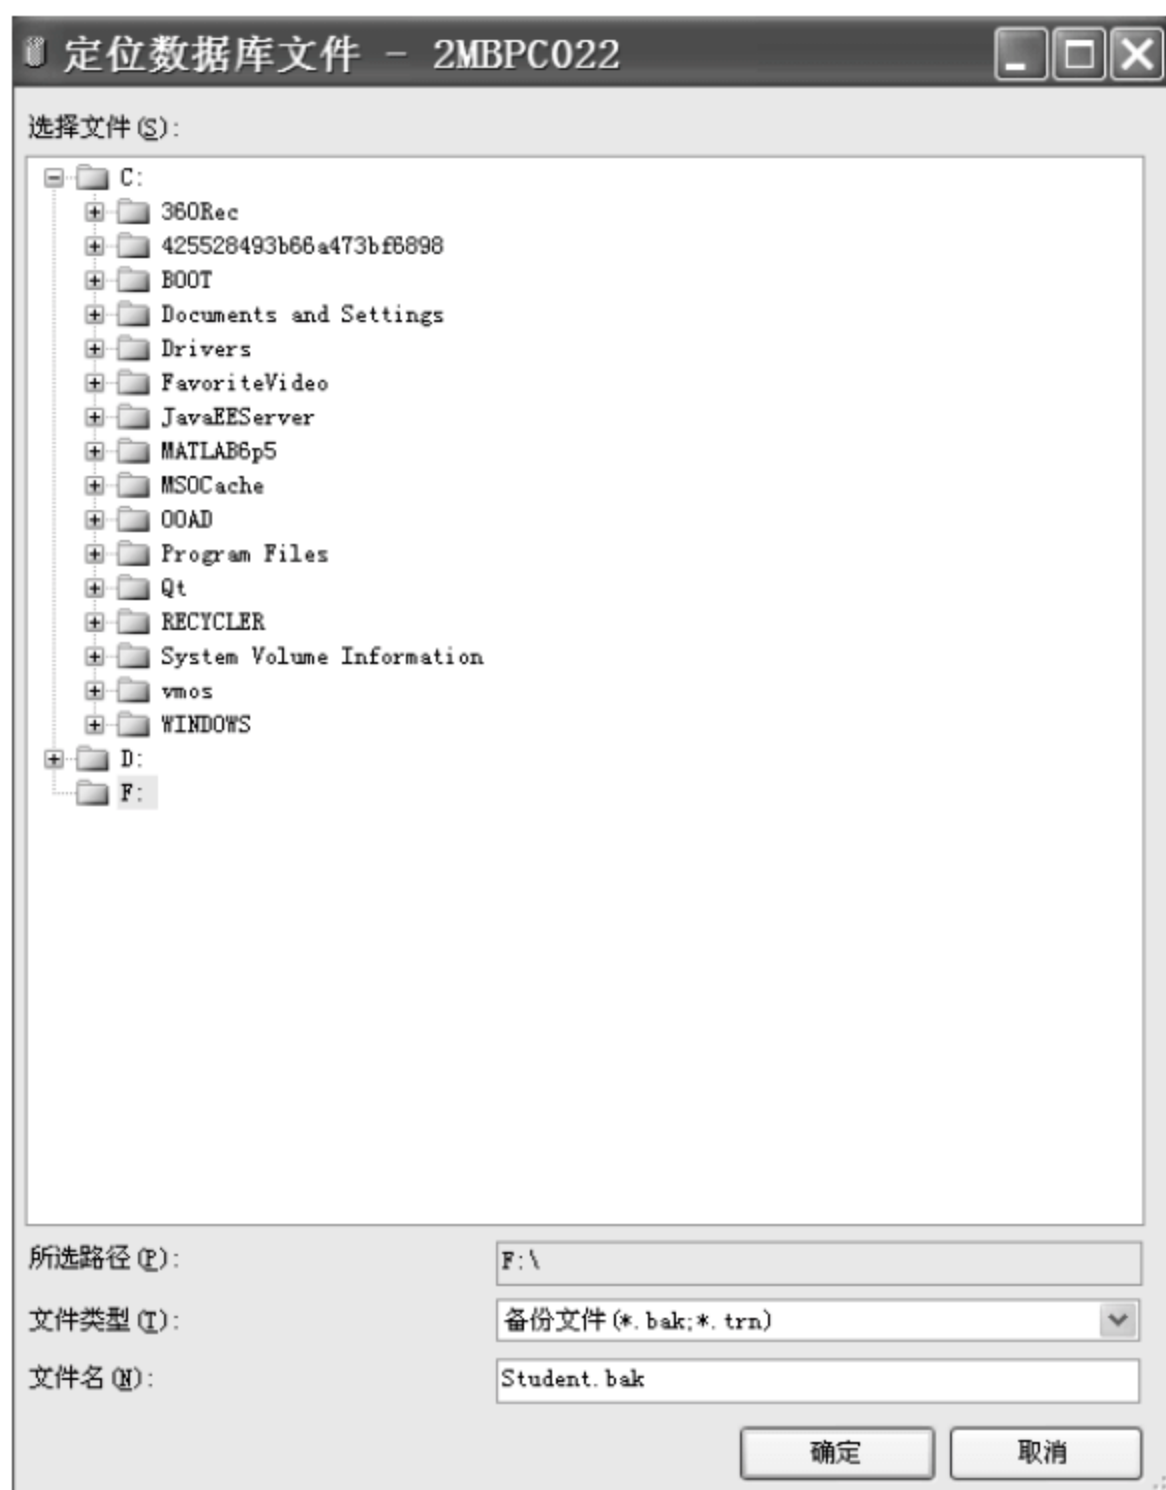 定位数据库文件 - 2MBPC022
选择文件(S):
C:
360Rec
425528493b66a473bf6898
BOOT
Documents and Settings
Drivers
FavoriteVideo
JavaEEServer
MATLAB6p5
MSOCache
OOAD
Program Files
Qt
RECYCLER
System Volume Information
vmos
WINDOWS
D:
F:
所选路径(P):
F:\
文件类型(T):
备份文件(*.bak;*.trn)
文件名(N):
Student.bak
确定
取消